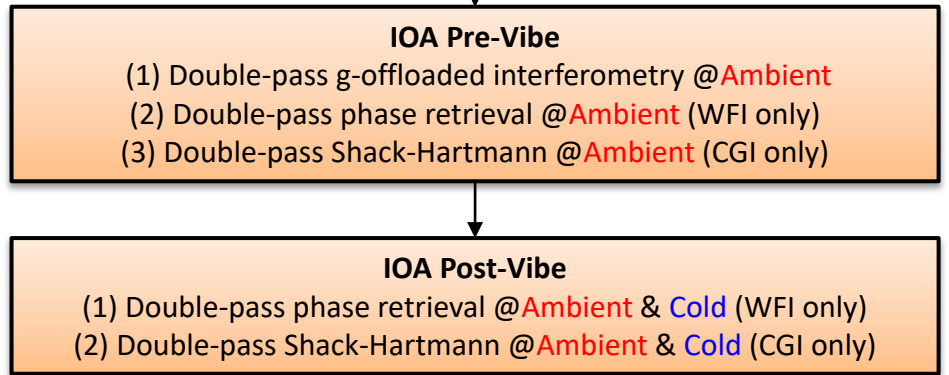 IOA Pre-Vibe
(1) Double-pass g-offloaded interferometry @Ambient
(2) Double-pass phase retrieval @Ambient (WFI only)
(3) Double-pass Shack-Hartmann @Ambient (CGI only)
IOA Post-Vibe
(1) Double-pass phase retrieval @Ambient & Cold (WFI only)
(2) Double-pass Shack-Hartmann @Ambient & Cold (CGI only)